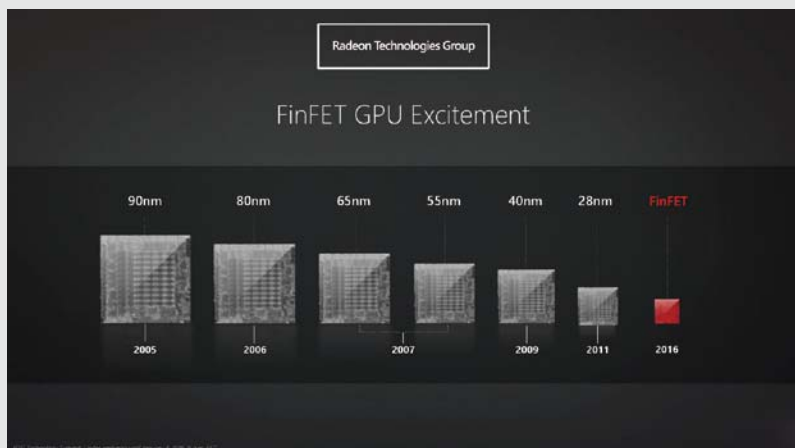 Radeon Technologies Group
FinFET GPU Excitement
90nm 80nm 65nm 55nm 40nm 28nm FinFET
2005 2006 2007 2009 2011 2016